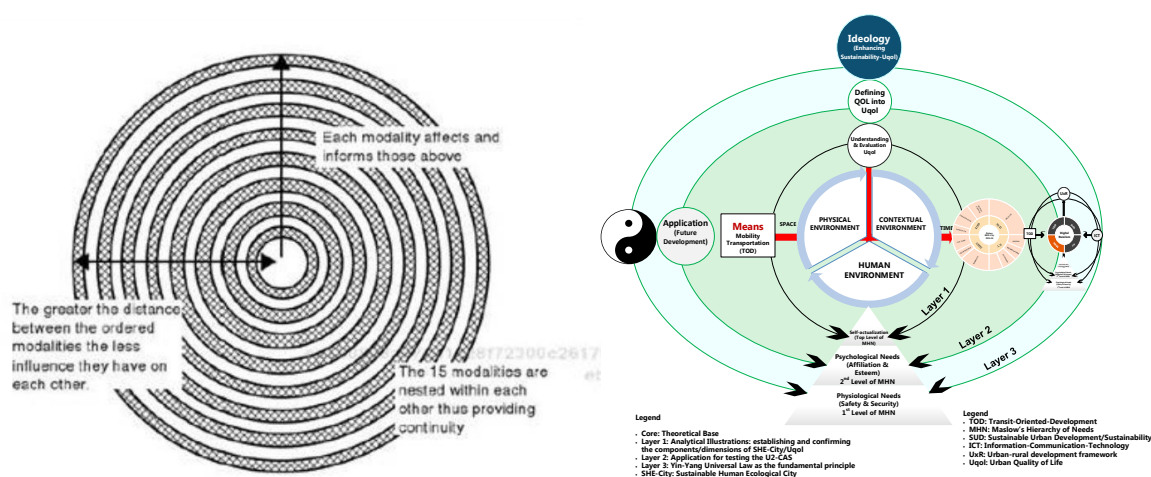 Each modality affects and
informs those above
The greater the distance
between the ordered
modalities the less
influence they have on
each other.
The 15 modalities are
nested within each
other thus providing
continuity
Ideology
(Enhancing
Sustainability-Uqol)
Defining
QOL into
Uqol
Understanding
& Evaluation
Uqol
Application
(Future
Development)
Means
Mobility
Transportation
(TOD)
SPACE
PHYSICAL
ENVIRONMENT
CONTEXTUAL
ENVIRONMENT
HUMAN
ENVIRONMENT
TIME
UxR
TOD
ICT
Layer 1
Layer 2
Layer 3
Self-actualization
(Top Level of
MHN)
Psychological Needs
(Affiliation &
Esteem)
2nd Level of MHN
Physiological Needs
(Safety & Security)
1st Level of MHN
Legend
• Core: Theoretical Base
• Layer 1: Analytical Illustrations: establishing and confirming
the components/dimensions of SHE-City/Uqol
• Layer 2: Application for testing the U2-CAS
• Layer 3: Yin-Yang Universal Law as the fundamental principle
• SHE-City: Sustainable Human Ecological City
Legend
• TOD: Transit-Oriented-Development
• MHN: Maslow's Hierarchy of Needs
• SUD: Sustainable Urban Development/Sustainability
• ICT: Information-Communication-Technology
• UxR: Urban-rural development framework
• Uqol: Urban Quality of Life